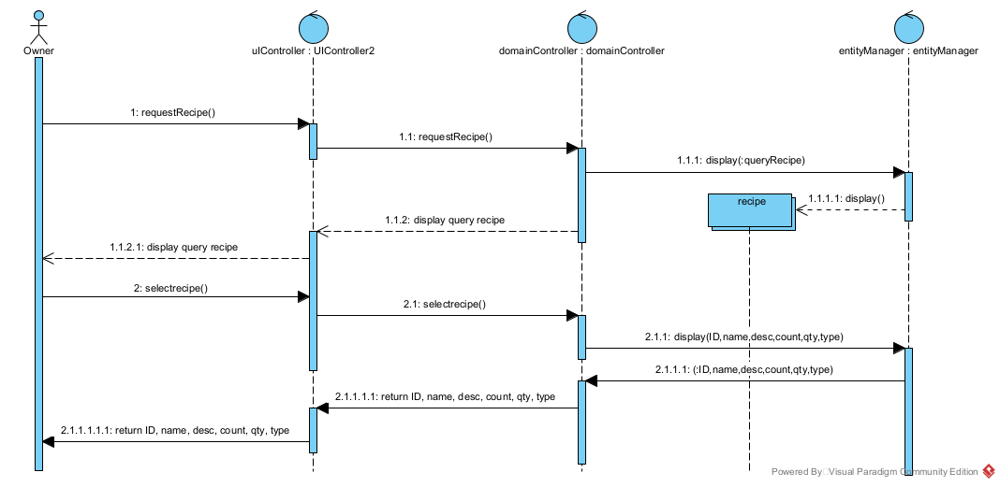 Owner
uIController : UIController2
domainController : domainController
entityManager : entityManager
1: requestRecipe()
1.1: requestRecipe()
1.1.1: display(:queryRecipe)
recipe
1.1.1.1: display()
1.1.2: display query recipe
1.1.2.1: display query recipe
2: selectrecipe()
2.1: selectrecipe()
2.1.1: display(ID,name,desc,count,qty,type)
2.1.1.1: (:ID,name,desc,count,qty,type)
2.1.1.1.1: return ID, name, desc, count, qty, type
2.1.1.1.1.1: return ID, name, desc, count, qty, type
Powered By Visual Paradigm Community Edition